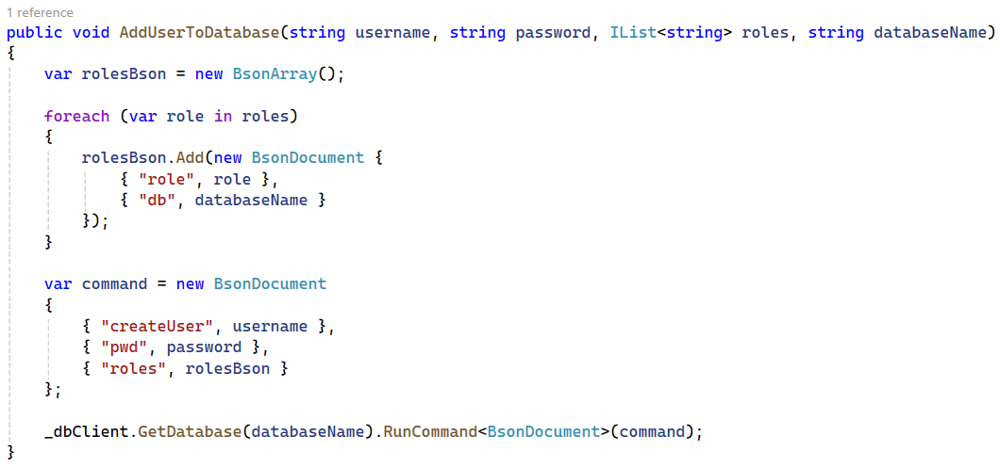 1 reference
public void AddUserToDatabase(string username, string password, IList<string> roles, string databaseName)
{
    var rolesBson = new BsonArray();
    foreach (var role in roles)
    {
        rolesBson.Add(new BsonDocument {
            { "role", role },
            { "db", databaseName }
        });
    }
    var command = new BsonDocument
    {
        { "createUser", username },
        { "pwd", password },
        { "roles", rolesBson }
    };
    _dbClient.GetDatabase(databaseName).RunCommand<BsonDocument>(command);
}